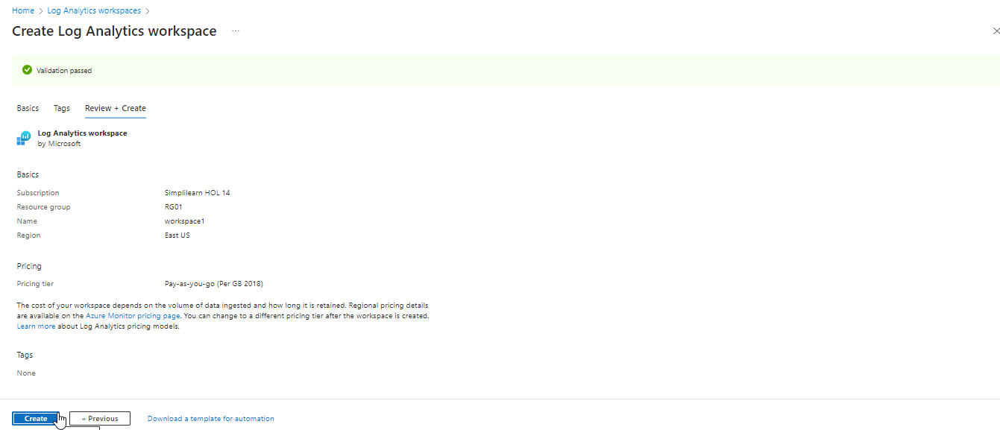 Home > Log Analytics workspaces >
Create Log Analytics workspace ...
Validation passed
Basics Tags Review + Create
Log Analytics workspace
by Microsoft
Basics
Subscription Simplilearn HOL 14
Resource group RG01
Name workspace1
Region East US
Pricing
Pricing tier Pay-as-you-go (Per GB 2018)
The cost of your workspace depends on the volume of data ingested and how long it is retained. Regional pricing details
are available on the Azure Monitor pricing page. You can change to a different pricing tier after the workspace is created.
Learn more about Log Analytics pricing models.
Tags
None
Create « Previous Download a template for automation